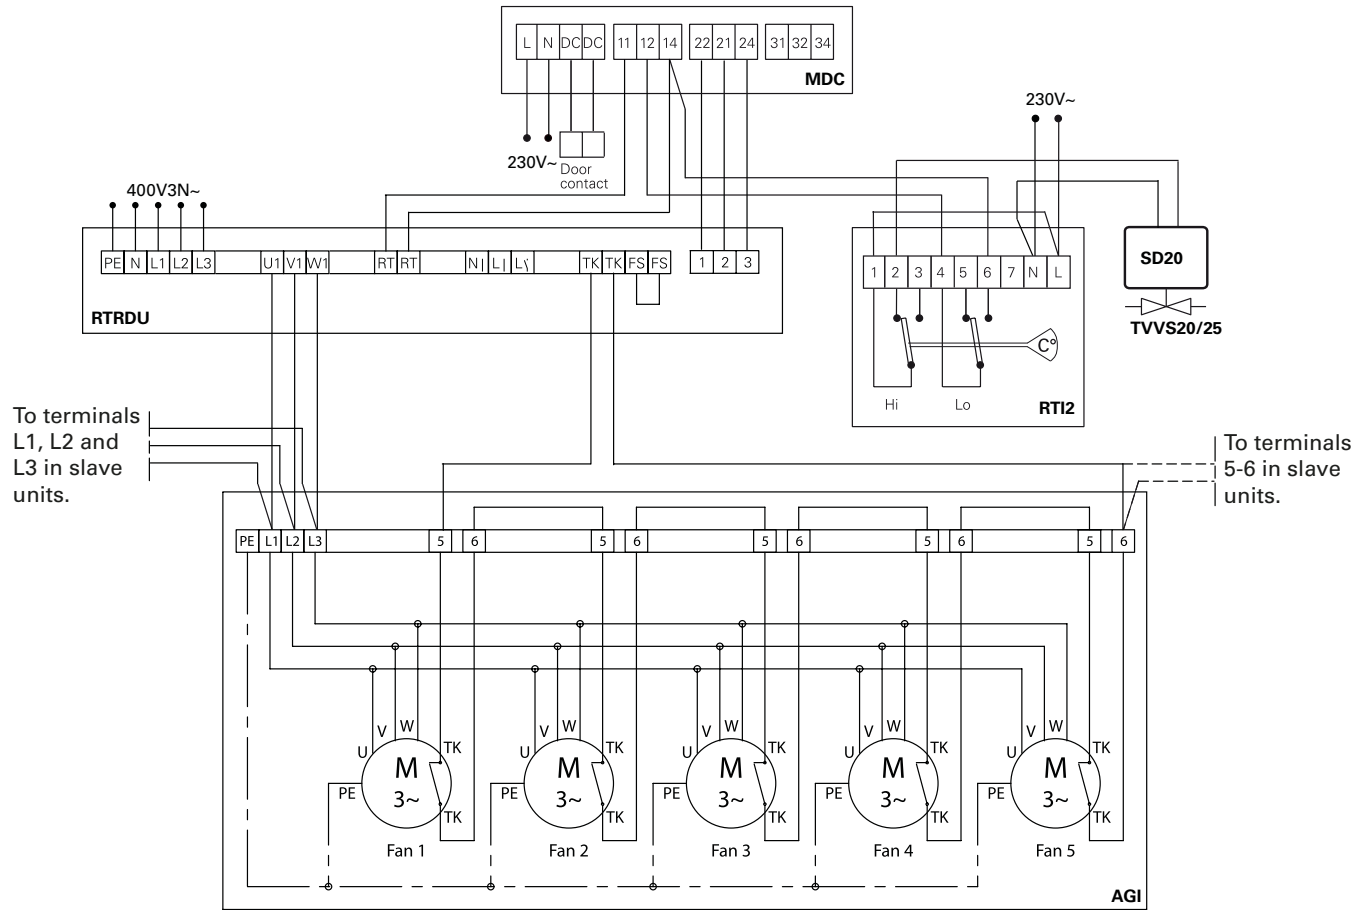 L N DC DC 11 12 14 22 21 24 31 32 34
MDC
230V~
Door
contact
230V~
400V3N~
PE N L1 L2 L3 U1 V1 W1 RT RT N L L TK TK FS FS 1 2 3
RTRDU
1 2 3 4 5 6 7 N L
C°
Hi Lo
RTI2
SD20
TVVS20/25
To terminals
L1, L2 and
L3 in slave
units.
To terminals
5-6 in slave
units.
PE L1 L2 L3 5 6 5 6 5 6 5 6 5 6
U V W TK
M
3~
PE TK
Fan 1
U V W TK
M
3~
PE TK
Fan 2
U V W TK
M
3~
PE TK
Fan 3
U V W TK
M
3~
PE TK
Fan 4
U V W TK
M
3~
PE TK
Fan 5
AGI